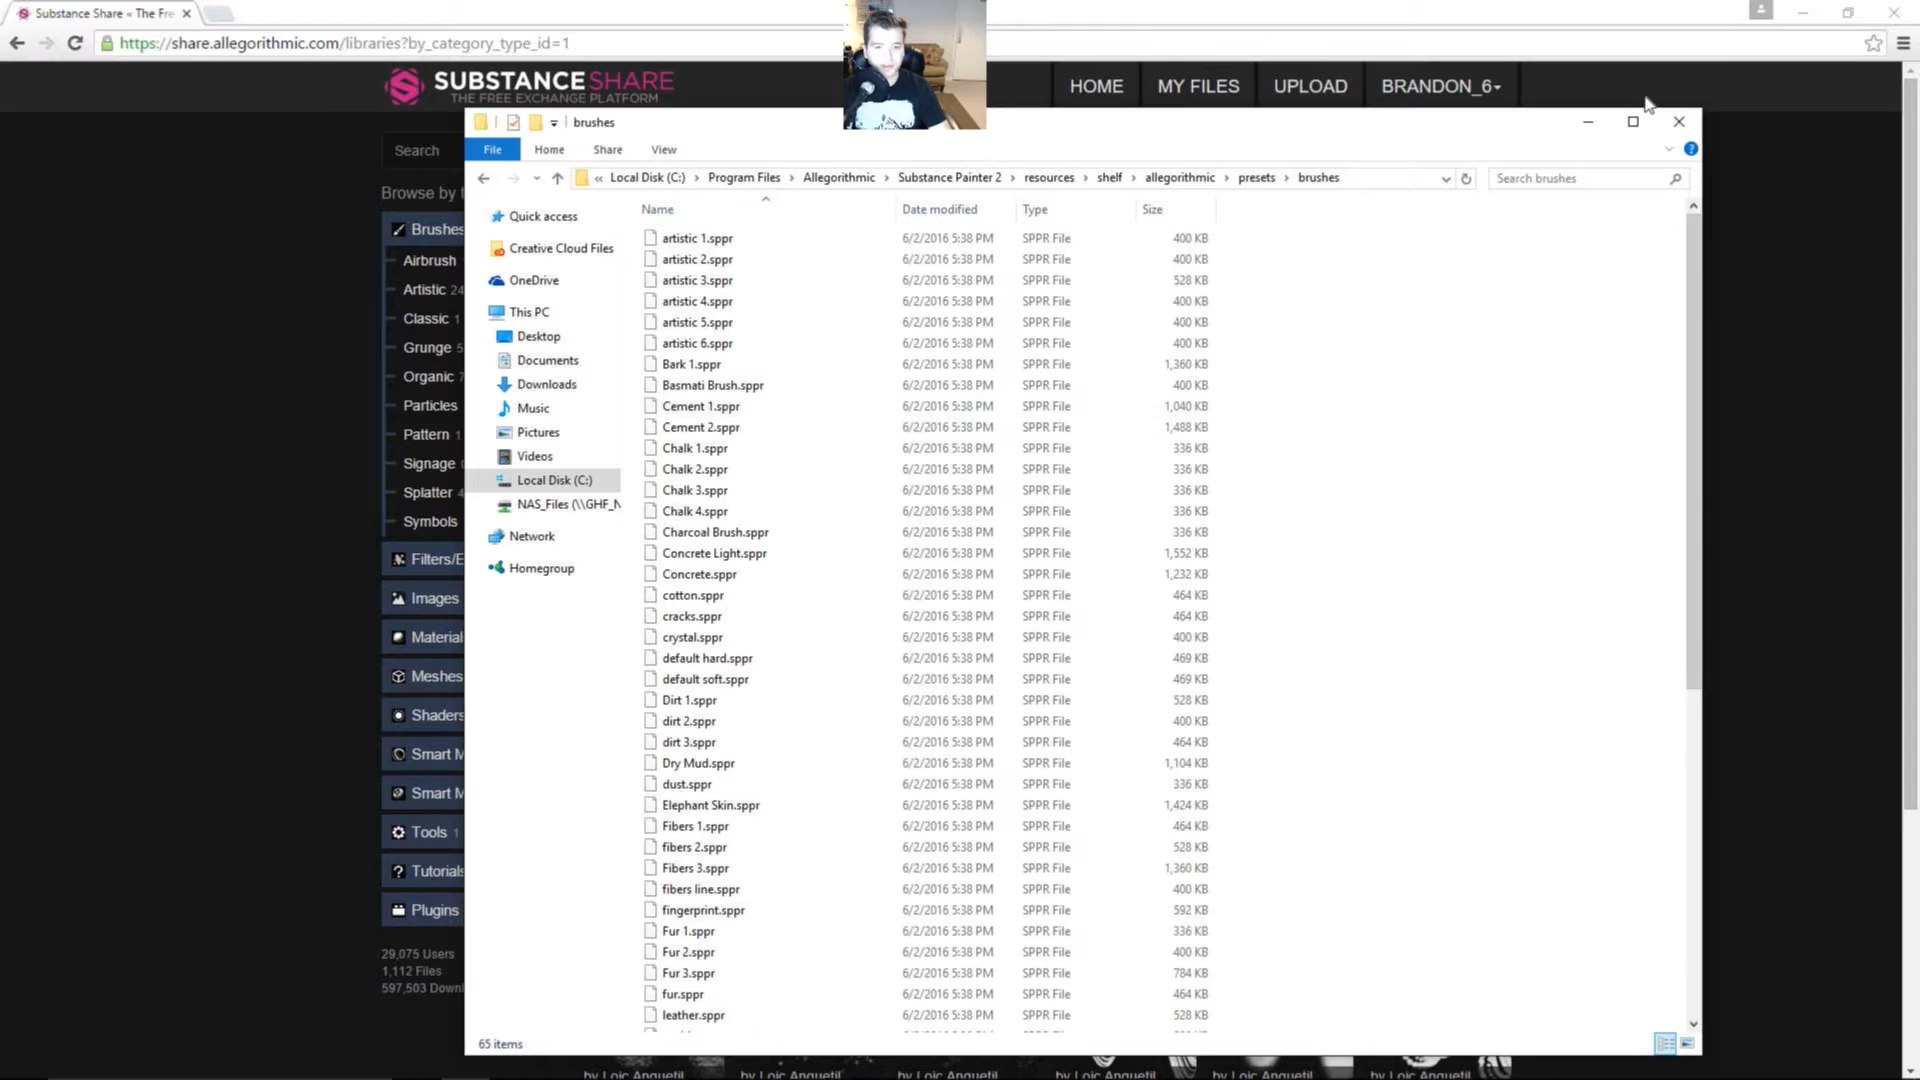 Substance Share « The Fre
https://share.allegorithmic.com/libraries?by_category_type_id=1
SUBSTANCE SHARE
THE FREE EXCHANGE PLATFORM
HOME MY FILES UPLOAD BRANDON_6
brushes
File Home Share View
« Local Disk (C:) › Program Files › Allegorithmic › Substance Painter 2 › resources › shelf › allegorithmic › presets › brushes
Search brushes
Search
Browse by t
Brushes
Airbrush
Artistic 24
Classic 1
Grunge 5
Organic 7
Particles
Pattern 1
Signage
Splatter 4
Symbols
Filters/E
Images
Material
Meshes
Shaders
Smart M
Smart M
Tools 1
Tutorials
Plugins
29,075 Users
1,112 Files
597,503 Downl
Quick access
Creative Cloud Files
OneDrive
This PC
Desktop
Documents
Downloads
Music
Pictures
Videos
Local Disk (C:)
NAS_Files (\\GHF_N
Network
Homegroup
Name Date modified Type Size
artistic 1.sppr 6/2/2016 5:38 PM SPPR File 400 KB
artistic 2.sppr 6/2/2016 5:38 PM SPPR File 400 KB
artistic 3.sppr 6/2/2016 5:38 PM SPPR File 528 KB
artistic 4.sppr 6/2/2016 5:38 PM SPPR File 400 KB
artistic 5.sppr 6/2/2016 5:38 PM SPPR File 400 KB
artistic 6.sppr 6/2/2016 5:38 PM SPPR File 400 KB
Bark 1.sppr 6/2/2016 5:38 PM SPPR File 1,360 KB
Basmati Brush.sppr 6/2/2016 5:38 PM SPPR File 400 KB
Cement 1.sppr 6/2/2016 5:38 PM SPPR File 1,040 KB
Cement 2.sppr 6/2/2016 5:38 PM SPPR File 1,488 KB
Chalk 1.sppr 6/2/2016 5:38 PM SPPR File 336 KB
Chalk 2.sppr 6/2/2016 5:38 PM SPPR File 336 KB
Chalk 3.sppr 6/2/2016 5:38 PM SPPR File 336 KB
Chalk 4.sppr 6/2/2016 5:38 PM SPPR File 336 KB
Charcoal Brush.sppr 6/2/2016 5:38 PM SPPR File 336 KB
Concrete Light.sppr 6/2/2016 5:38 PM SPPR File 1,552 KB
Concrete.sppr 6/2/2016 5:38 PM SPPR File 1,232 KB
cotton.sppr 6/2/2016 5:38 PM SPPR File 464 KB
cracks.sppr 6/2/2016 5:38 PM SPPR File 464 KB
crystal.sppr 6/2/2016 5:38 PM SPPR File 400 KB
default hard.sppr 6/2/2016 5:38 PM SPPR File 469 KB
default soft.sppr 6/2/2016 5:38 PM SPPR File 469 KB
Dirt 1.sppr 6/2/2016 5:38 PM SPPR File 528 KB
dirt 2.sppr 6/2/2016 5:38 PM SPPR File 400 KB
dirt 3.sppr 6/2/2016 5:38 PM SPPR File 464 KB
Dry Mud.sppr 6/2/2016 5:38 PM SPPR File 1,104 KB
dust.sppr 6/2/2016 5:38 PM SPPR File 336 KB
Elephant Skin.sppr 6/2/2016 5:38 PM SPPR File 1,424 KB
Fibers 1.sppr 6/2/2016 5:38 PM SPPR File 464 KB
fibers 2.sppr 6/2/2016 5:38 PM SPPR File 528 KB
Fibers 3.sppr 6/2/2016 5:38 PM SPPR File 1,360 KB
fibers line.sppr 6/2/2016 5:38 PM SPPR File 400 KB
fingerprint.sppr 6/2/2016 5:38 PM SPPR File 592 KB
Fur 1.sppr 6/2/2016 5:38 PM SPPR File 336 KB
Fur 2.sppr 6/2/2016 5:38 PM SPPR File 400 KB
Fur 3.sppr 6/2/2016 5:38 PM SPPR File 784 KB
fur.sppr 6/2/2016 5:38 PM SPPR File 464 KB
leather.sppr 6/2/2016 5:38 PM SPPR File 528 KB
65 items
by Loic Anquetil by Loic Anquetil by Loic Anquetil by Loic Anquetil by Loic Anquetil by Loic Anquetil